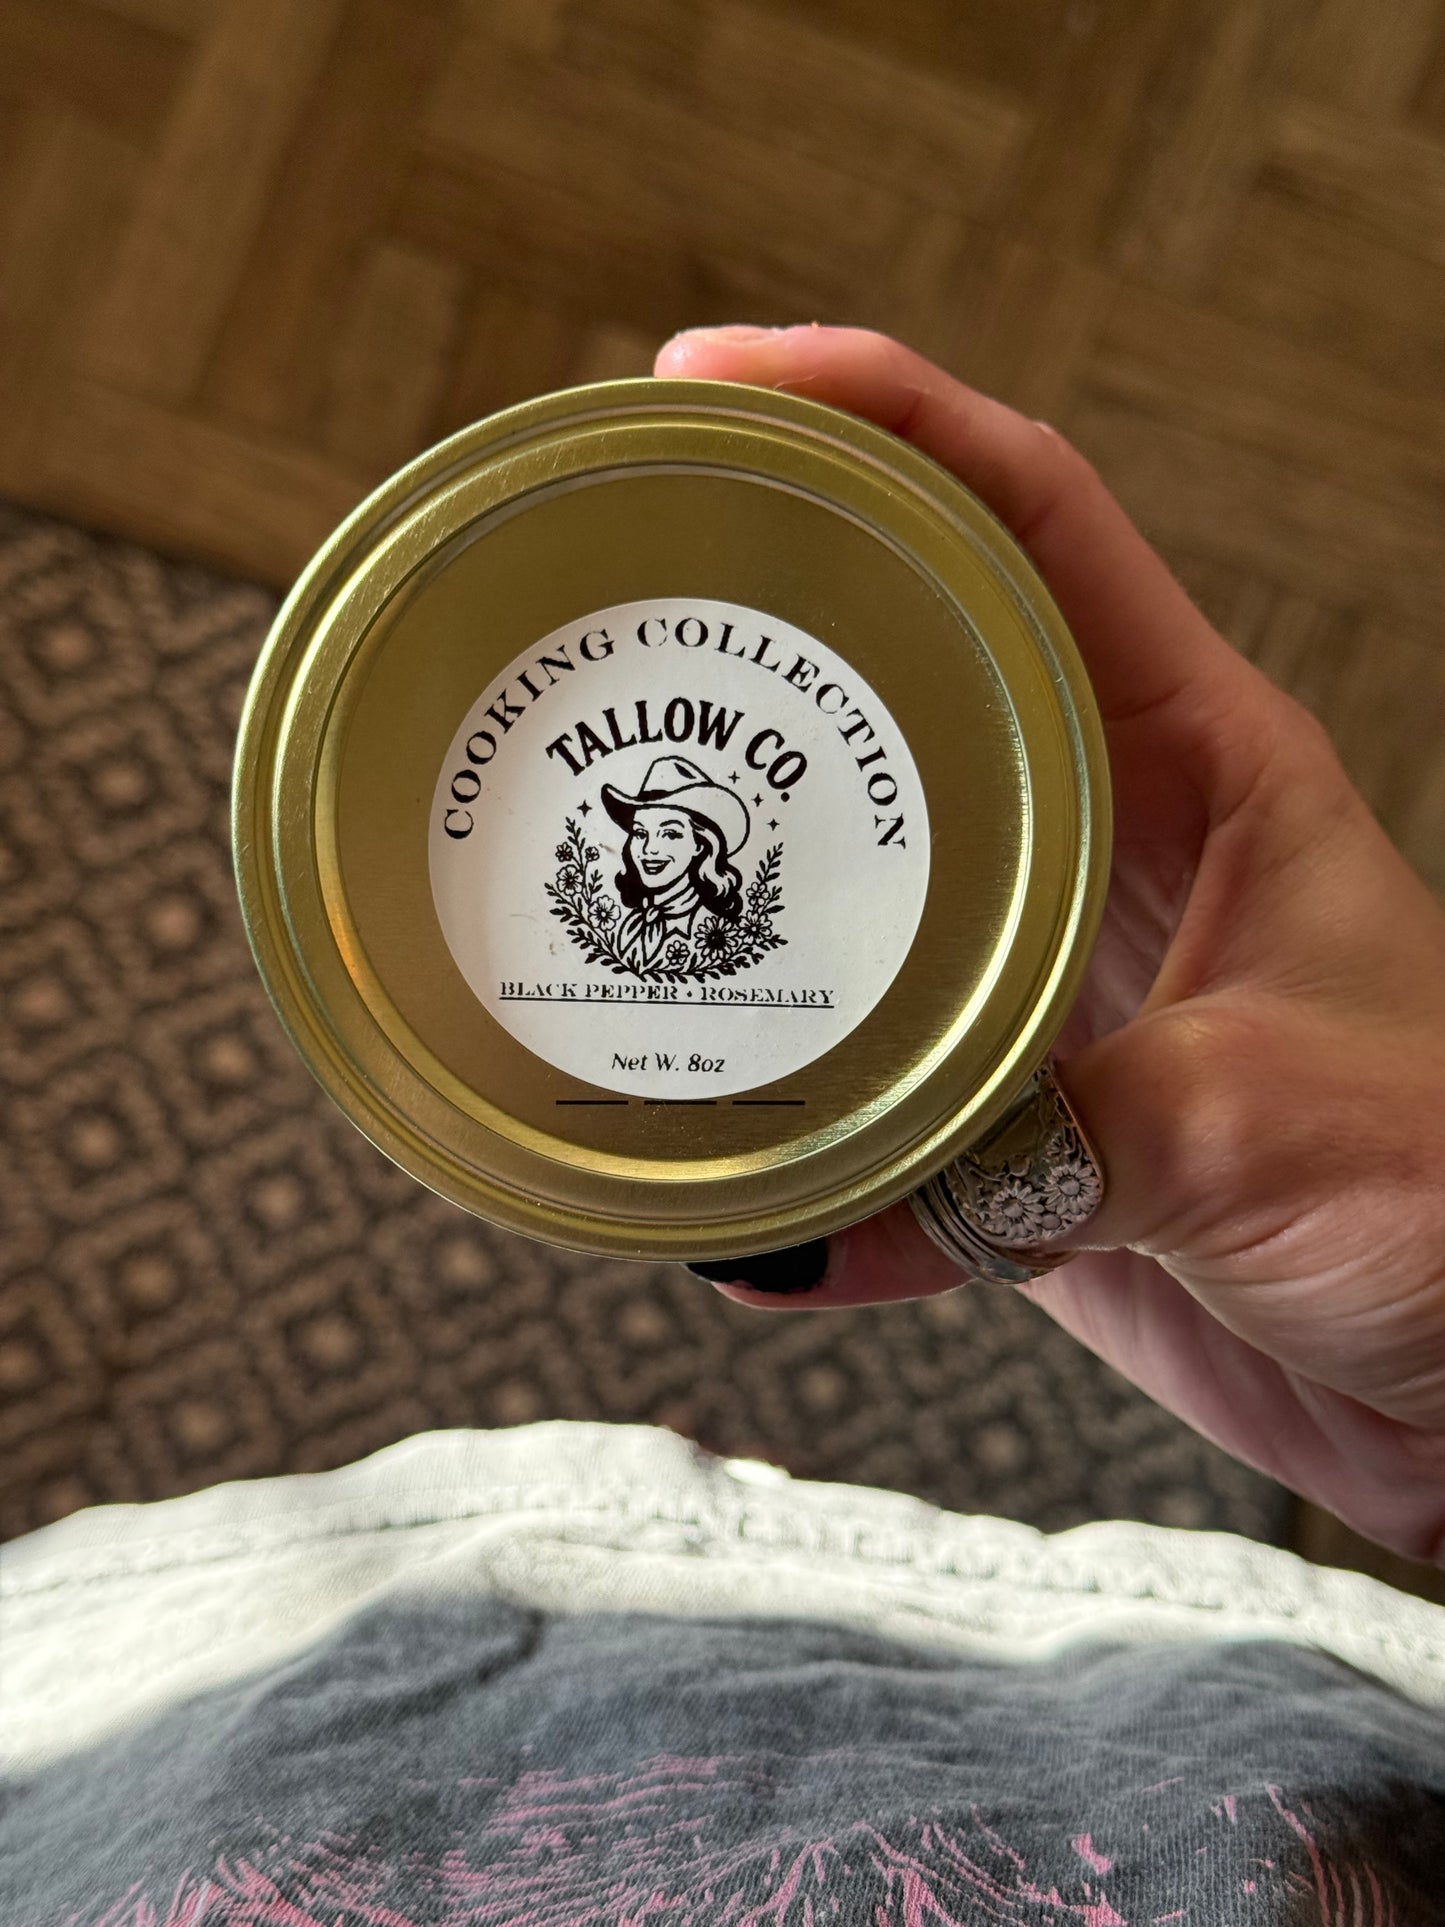 COOKING COLLECTION
TALLOW CO.
BLACK PEPPER • ROSEMARY
Net W. 8oz